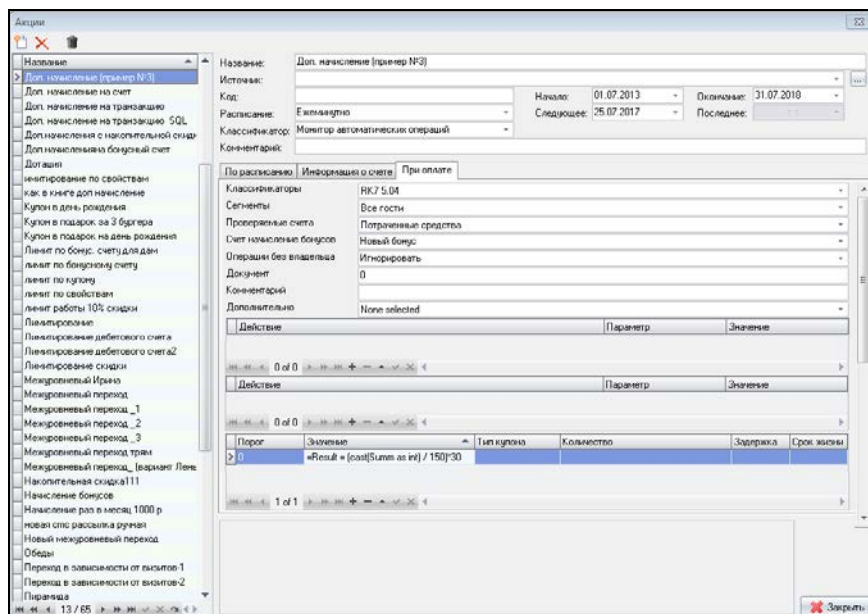 Акции
Название
Доп. начисление (пример №3)
Доп. начисление на счет
Доп. начисление на транзакцию
Доп. начисление на транзакцию SQL
Доп.начисления с накопительной скидк
Доп начисленияна бонусный счет
Дотация
имитирование по свойствам
как в книге доп начисление
Купон в день рождения
Купон в подарок за 3 бургера
Купон в подарок на день рождения
Лимит по бонус. счету для дам
лимит по бонусному счету
лимит по купону
лимит по свойствам
лимит работы 10% скидки
Лимитирование
Лимитирование дебетового счета
Лимитирование дебетового счета2
Лимитирование скидки
Межуровневый Ирина
Межуровневый переход
Межуровневый переход _1
Межуровневый переход _2
Межуровневый переход _3
Межуровневый переход трям
Межуровневый переход_ (вариант Лень
Накопительная скидка111
Начисление бонусов
Начисление раз в месяц 1000 р
новая смс рассылка ручная
Новый межуровневый переход
Обеды
Переход в зависимости от визитов-1
Переход в зависимости от визитов-2
Пирамида
13 / 65
Название: Доп. начисление (пример №3)
Источник:
Код: Начало: 01.07.2013 Окончание: 31.07.2018
Расписание: Ежеминутно Следующее: 25.07.2017 Последнее:
Классификатор: Монитор автоматических операций
Комментарий:
По расписанию Информация о счете При оплате
Классификаторы RK7 5.04
Сегменты Все гости
Проверяемые счета Потраченные средства
Счет начисление бонусов Новый бонус
Операции без владельца Игнорировать
Документ 0
Комментарий
Дополнительно None selected
Действие Параметр Значение
0 of 0
Действие Параметр Значение
0 of 0
Порог Значение Тип купона Количество Задержка Срок жизни
0 =Result = (cast(Summ as int) / 150)*30
1 of 1
Закрыть